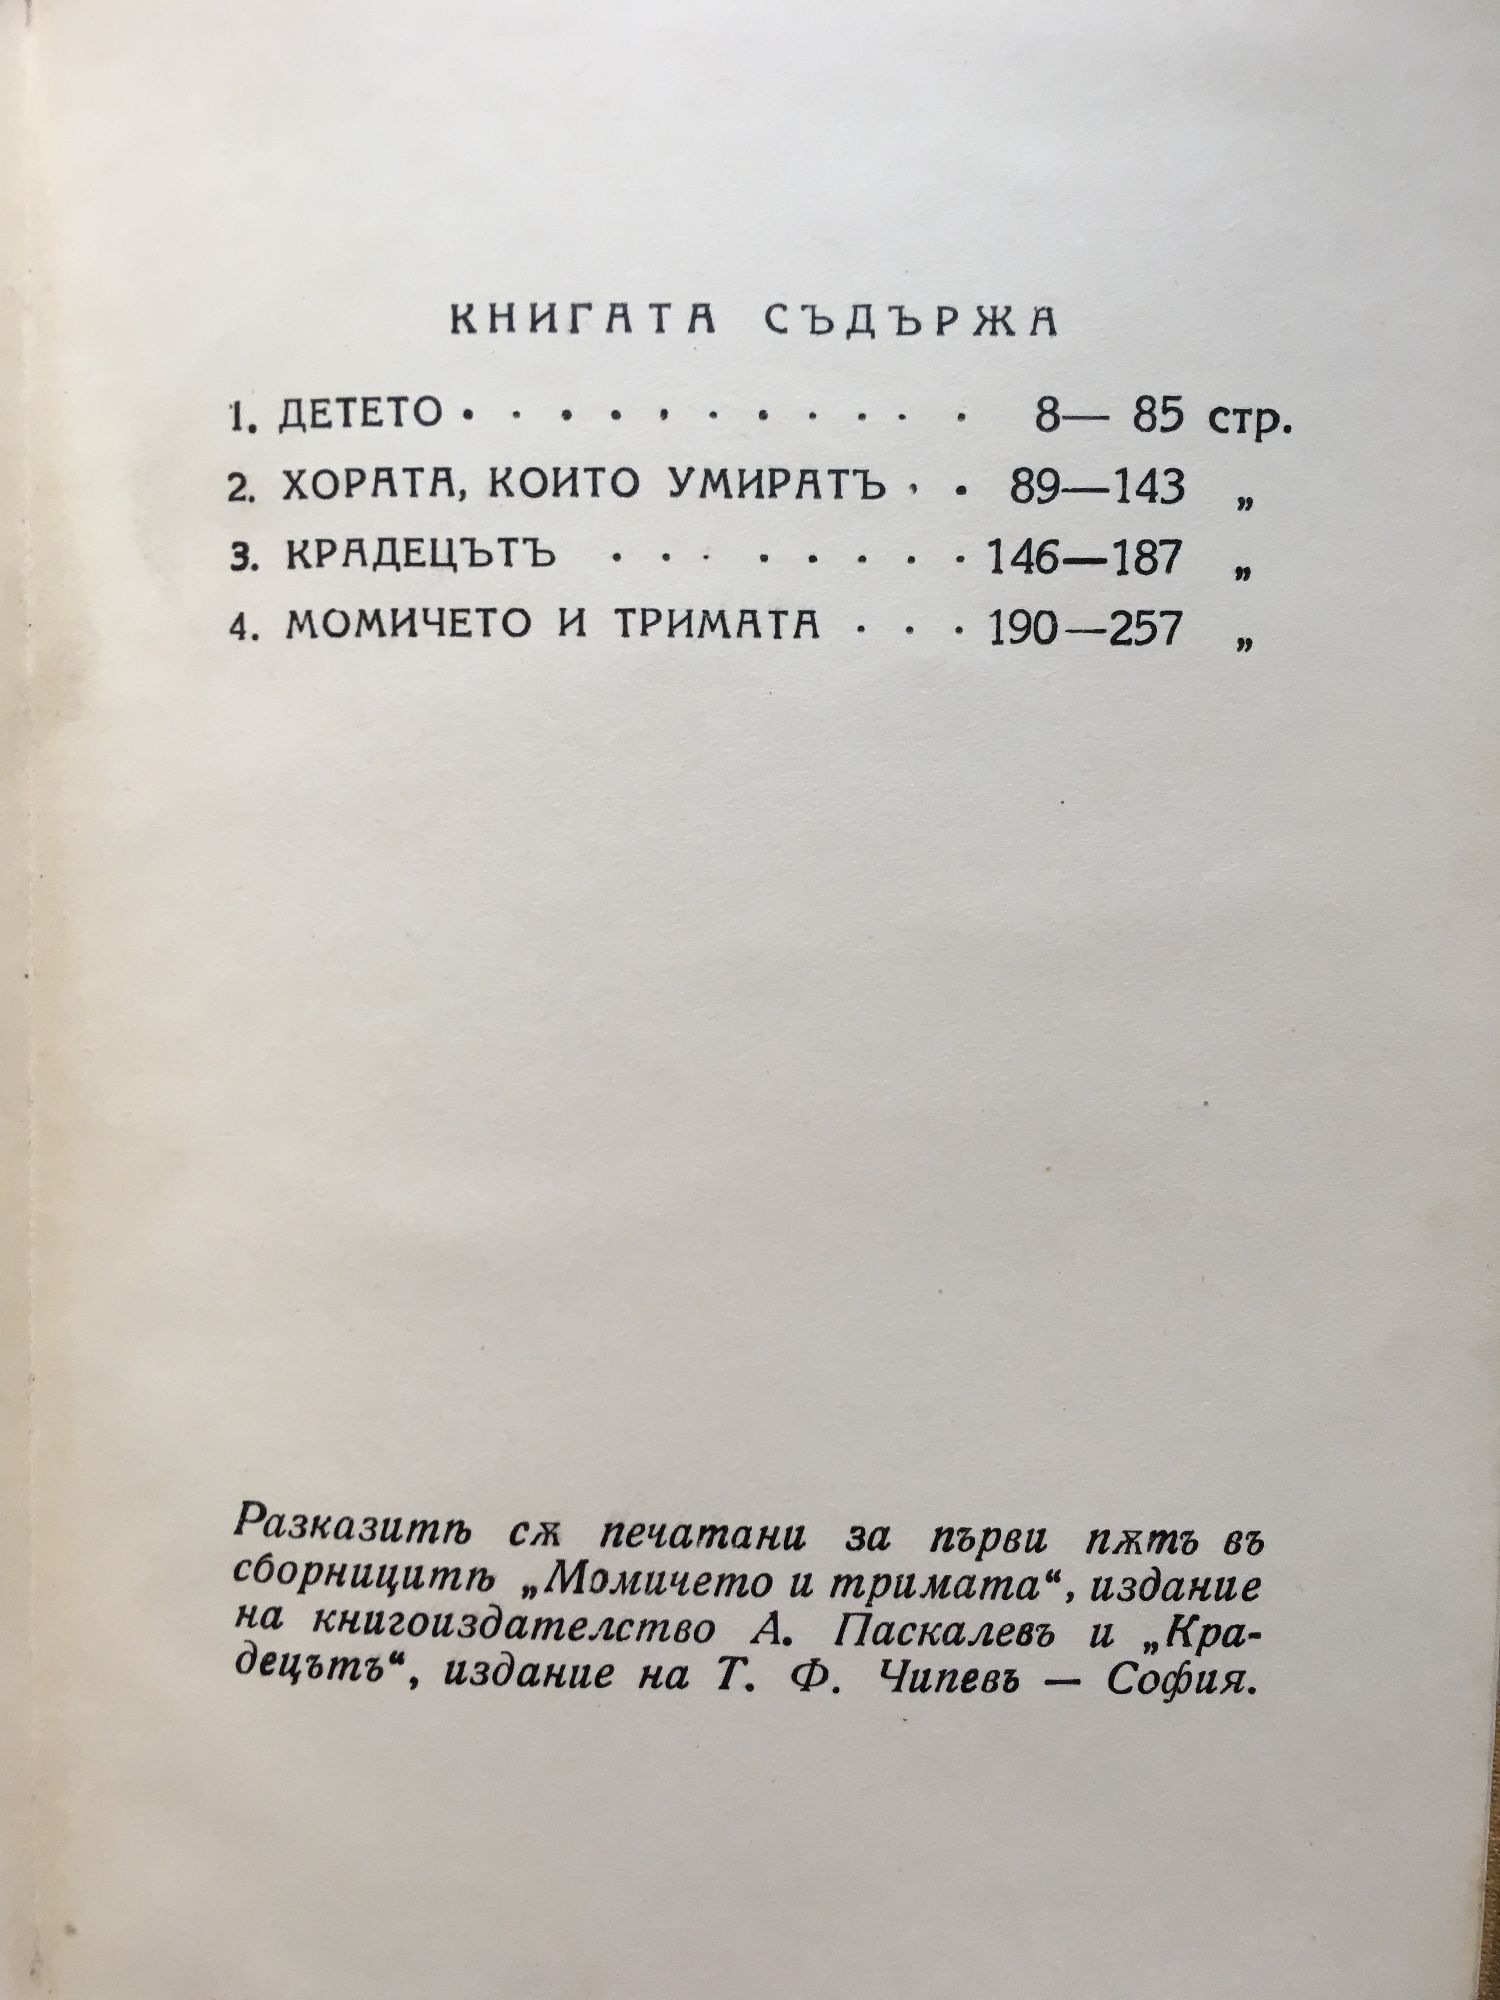 КНИГАТА СЪДЪРЖА
1. ДЕТЕТО . . . . . . . . . . . 8— 85 стр.
2. ХОРАТА, КОИТО УМИРАТЪ . . 89—143 „
3. КРАДЕЦЪТЪ . . . . . . . . 146—187 „
4. МОМИЧЕТО И ТРИМАТА . . . 190—257 „
Разказитѣ сѫ печатани за първи пѫть въ
сборницитѣ „Момичето и тримата“, издание
на книгоиздателство А. Паскалевъ и „Кра-
децътъ“, издание на Т. Ф. Чипевъ — София.